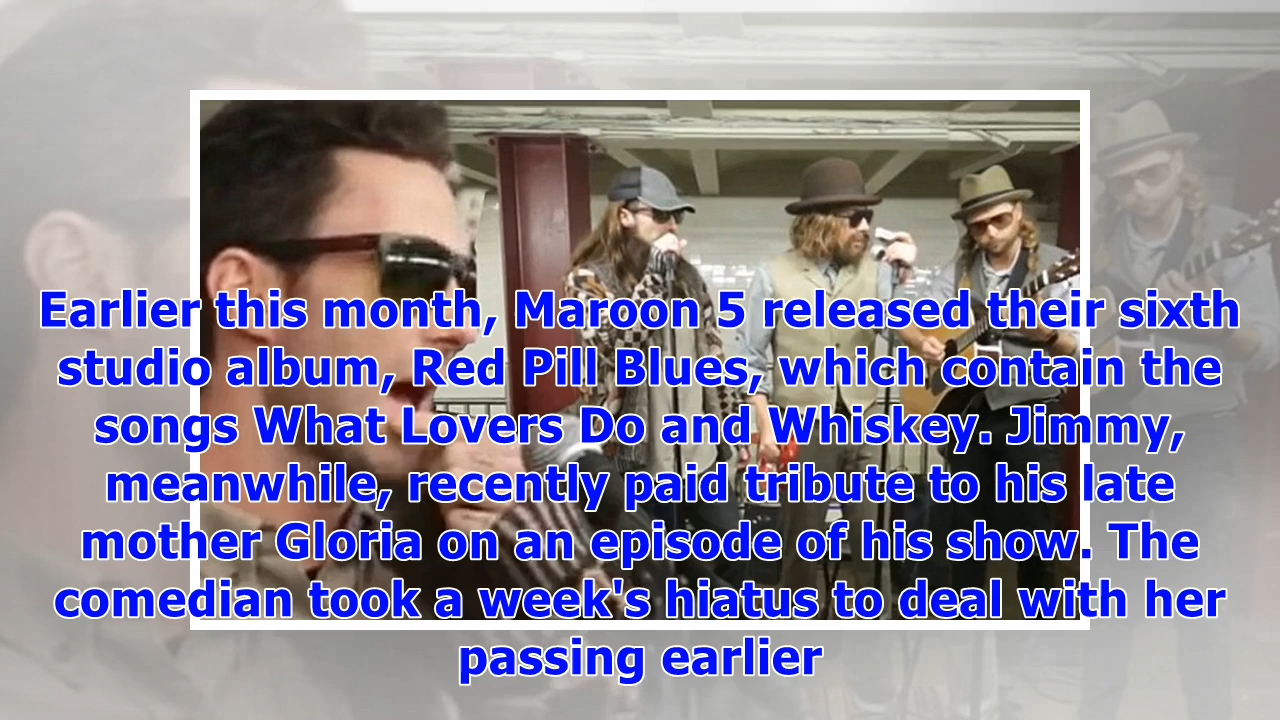 Earlier this month, Maroon 5 released their sixth
studio album, Red Pill Blues, which contain the
songs What Lovers Do and Whiskey. Jimmy,
meanwhile, recently paid tribute to his late
mother Gloria on an episode of his show. The
comedian took a week's hiatus to deal with her
passing earlier